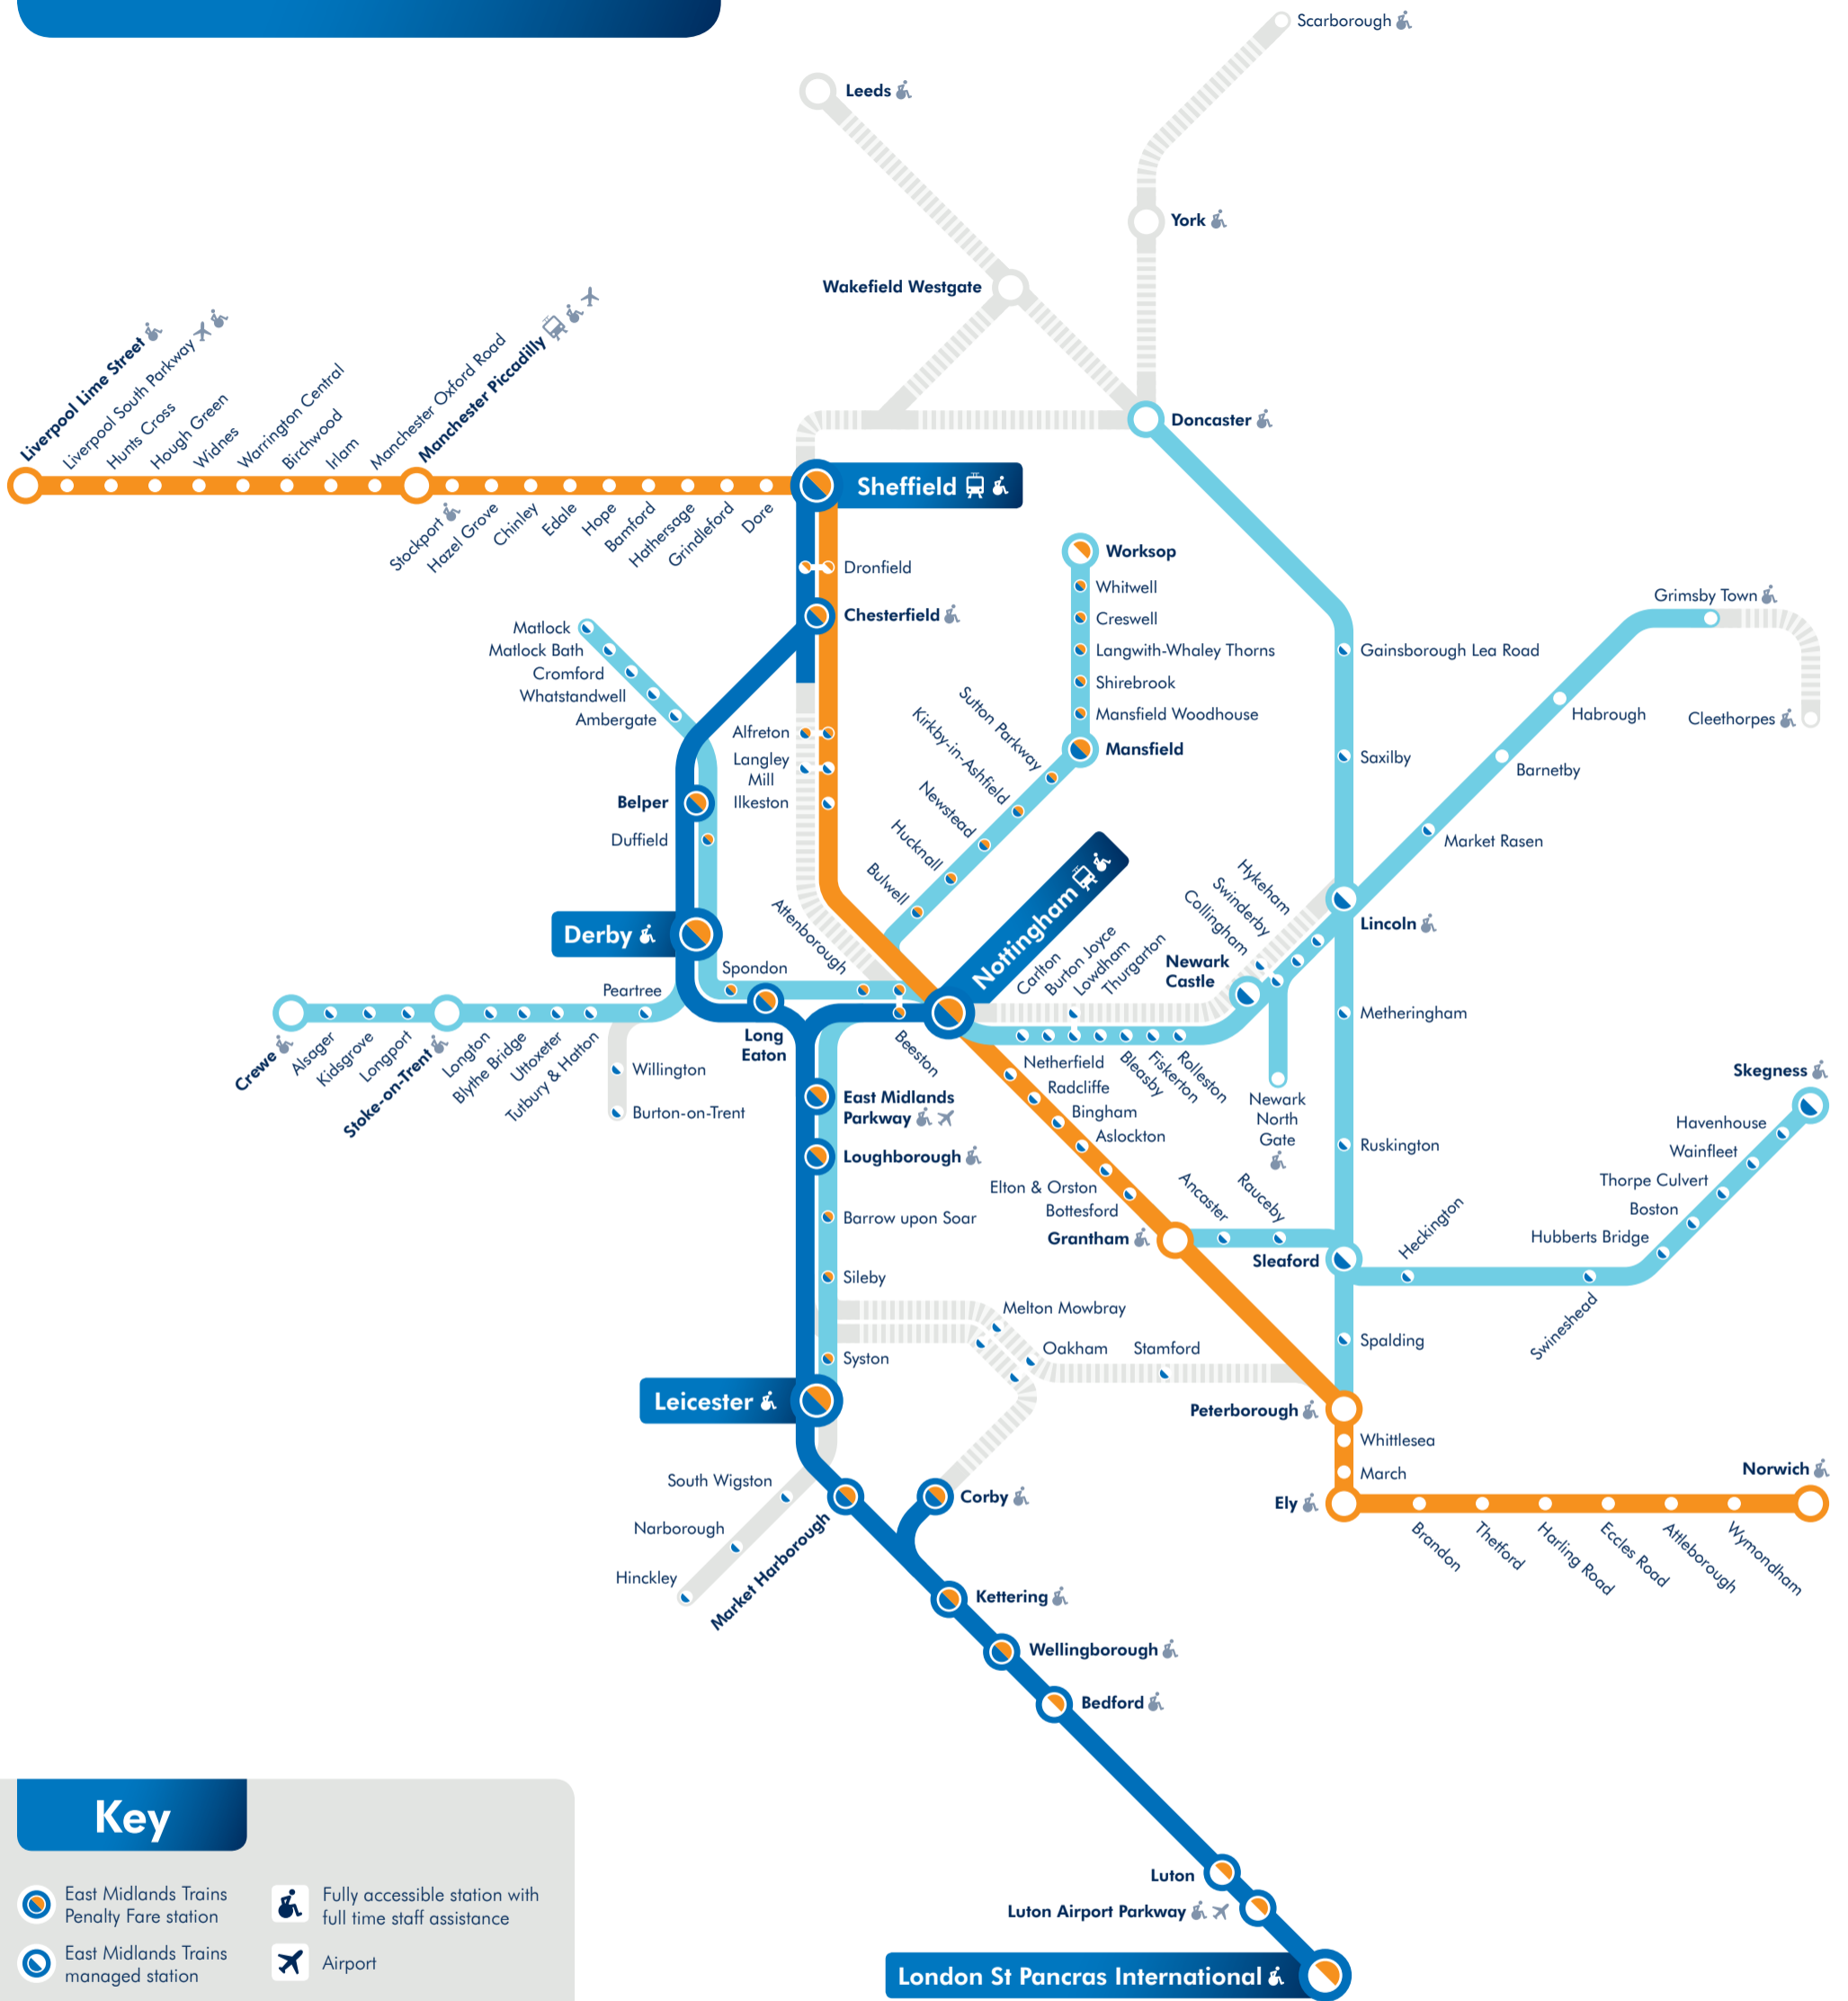 Scarborough
Leeds
York
Wakefield Westgate
Liverpool Lime Street
Liverpool South Parkway
Hunts Cross
Hough Green
Widnes
Warrington Central
Birchwood
Irlam
Manchester Oxford Road
Manchester Piccadilly
Doncaster
Sheffield
Stockport
Hazel Grove
Chinley
Edale
Hope
Bamford
Hathersage
Grindleford
Dore
Dronfield
Chesterfield
Worksop
Whitwell
Creswell
Langwith-Whaley Thorns
Shirebrook
Mansfield Woodhouse
Mansfield
Sutton Parkway
Kirkby-in-Ashfield
Newstead
Hucknall
Bulwell
Matlock
Matlock Bath
Cromford
Whatstandwell
Ambergate
Alfreton
Langley
Mill
Ilkeston
Belper
Duffield
Derby
Grimsby Town
Cleethorpes
Habrough
Barnetby
Market Rasen
Gainsborough Lea Road
Saxilby
Lincoln
Hykeham
Swinderby
Collingham
Newark
Castle
Nottingham
Carlton
Burton Joyce
Lowdham
Thurgarton
Attenborough
Spondon
Peartree
Long
Eaton
Beeston
Crewe
Alsager
Kidsgrove
Longport
Stoke-on-Trent
Longton
Blythe Bridge
Uttoxeter
Tutbury & Hatton
Willington
Burton-on-Trent
Netherfield
Radcliffe
Bingham
Aslockton
Elton & Orston
Bottesford
Bleasby
Fiskerton
Rolleston
Newark
North
Gate
Metheringham
Ruskington
East Midlands
Parkway
Loughborough
Barrow upon Soar
Sileby
Syston
Leicester
Grantham
Ancaster
Rauceby
Sleaford
Heckington
Swineshead
Hubberts Bridge
Boston
Thorpe Culvert
Wainfleet
Havenhouse
Skegness
Melton Mowbray
Oakham
Stamford
Spalding
Peterborough
Whittlesea
March
Ely
Norwich
Brandon
Thetford
Harling Road
Eccles Road
Attleborough
Wymondham
South Wigston
Narborough
Hinckley
Market Harborough
Corby
Kettering
Wellingborough
Bedford
Luton
Luton Airport Parkway
London St Pancras International
Key
East Midlands Trains
Penalty Fare station
East Midlands Trains
managed station
Fully accessible station with
full time staff assistance
Airport